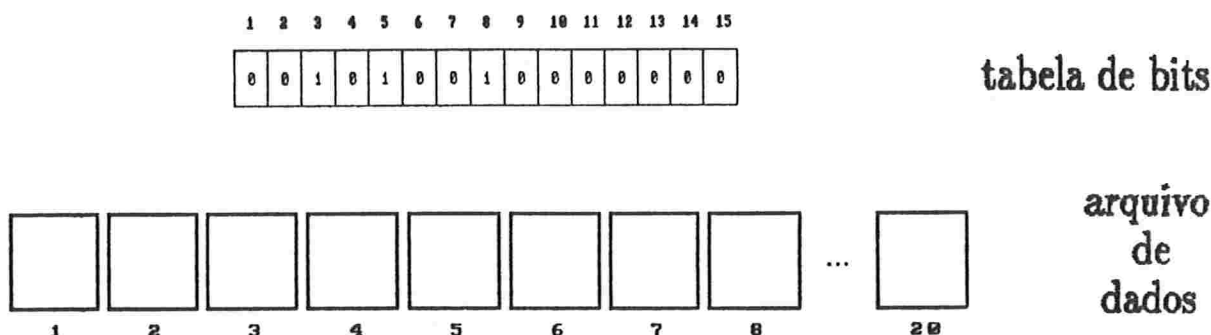 1 2 3 4 5 6 7 8 9 10 11 12 13 14 15
0 0 1 0 1 0 0 1 0 0 0 0 0 0 0
tabela de bits
arquivo
de
dados
...
1 2 3 4 5 6 7 8 20